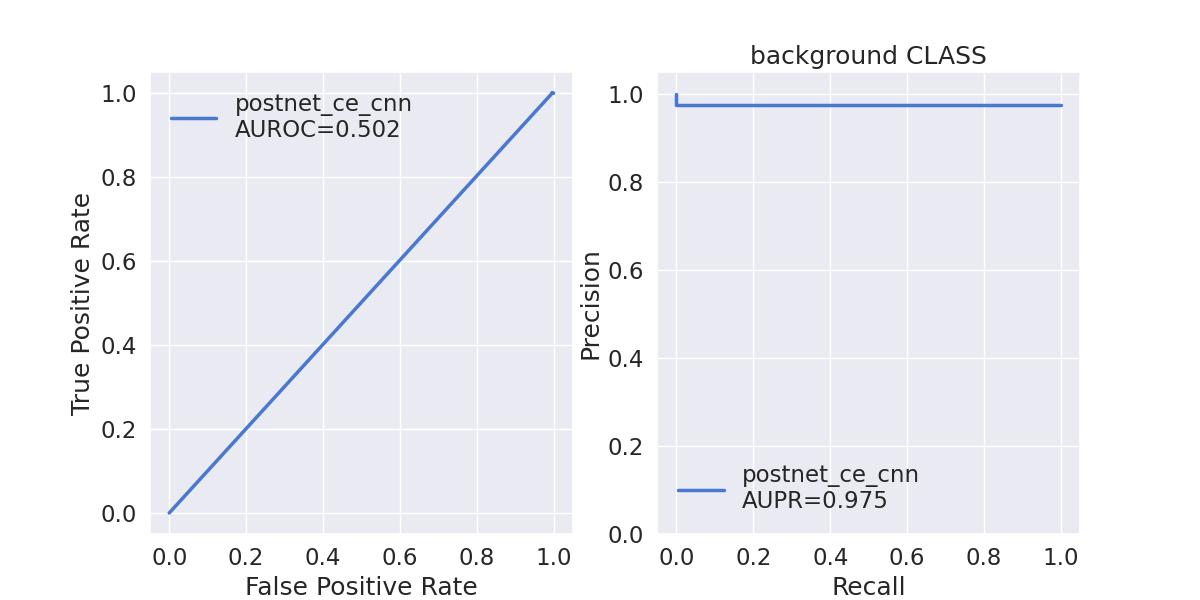 postnet_ce_cnn
AUROC=0.502
True Positive Rate
1.0
0.8
0.6
0.4
0.2
0.0
0.0 0.2 0.4 0.6 0.8 1.0
False Positive Rate
background CLASS
Precision
1.0
0.8
0.6
0.4
0.2
0.0
postnet_ce_cnn
AUPR=0.975
0.0 0.2 0.4 0.6 0.8 1.0
Recall